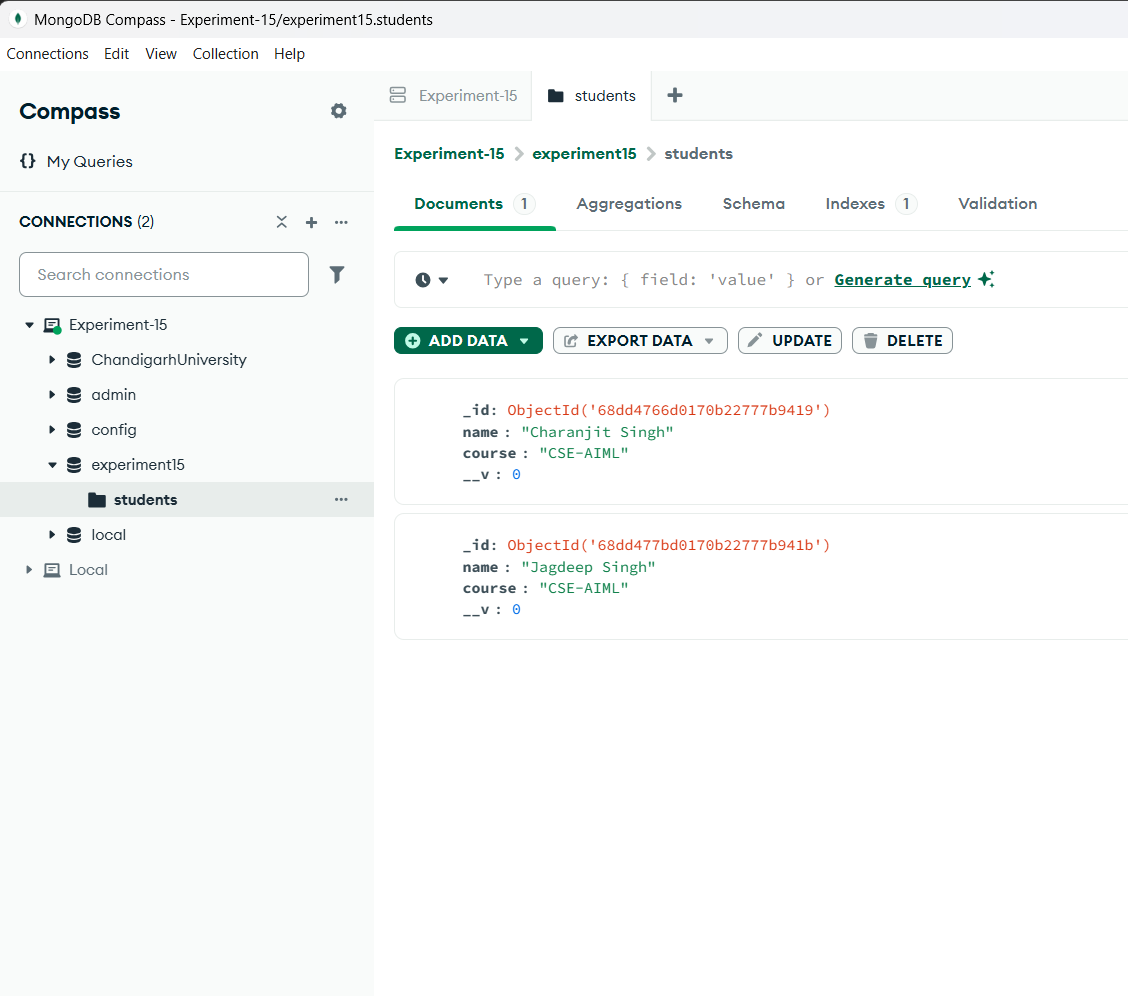 MongoDB Compass - Experiment-15/experiment15.students
Connections Edit View Collection Help
Compass
{} My Queries
CONNECTIONS (2)
Search connections
Experiment-15
ChandigarhUniversity
admin
config
experiment15
students
local
Local
Experiment-15 students
Experiment-15 > experiment15 > students
Documents 1 Aggregations Schema Indexes 1 Validation
Type a query: { field: 'value' } or Generate query
ADD DATA EXPORT DATA UPDATE DELETE
_id: ObjectId('68dd4766d0170b22777b9419')
name : "Charanjit Singh"
course : "CSE-AIML"
__v : 0
_id: ObjectId('68dd477bd0170b22777b941b')
name : "Jagdeep Singh"
course : "CSE-AIML"
__v : 0